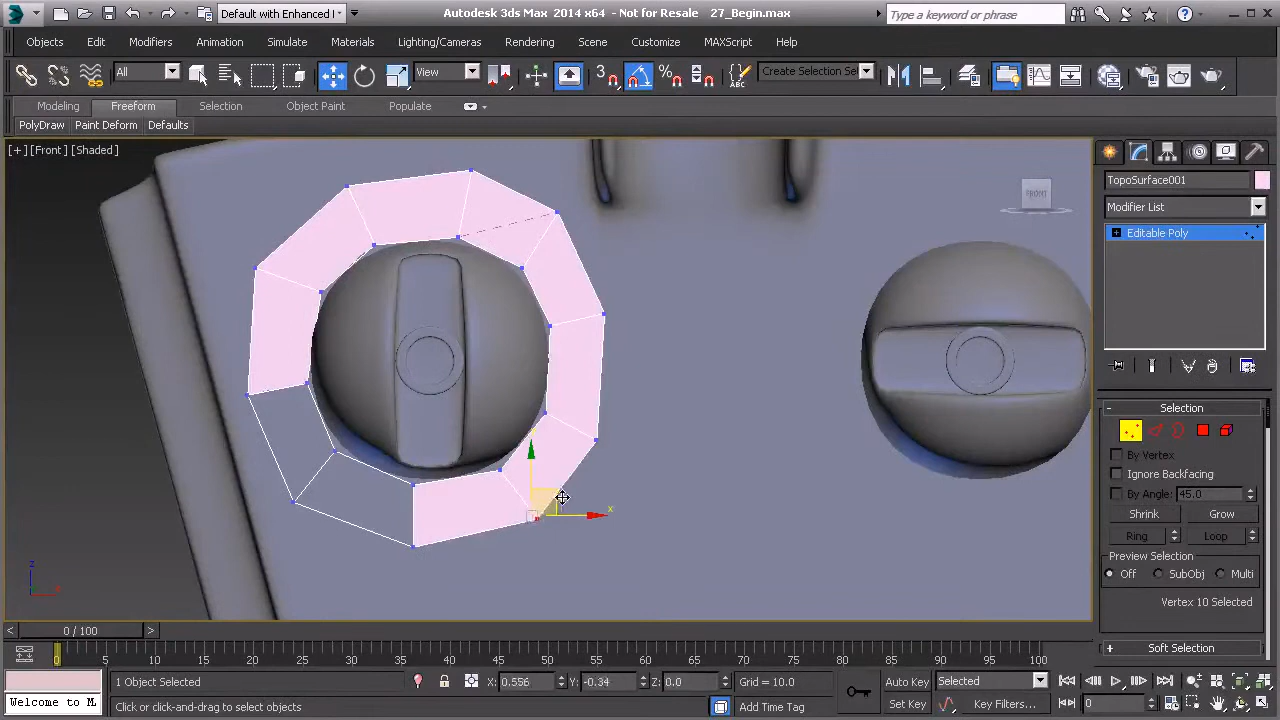 Default with Enhanced I
Autodesk 3ds Max 2014 x64 - Not for Resale 27_Begin.max
Type a keyword or phrase
Objects Edit Modifiers Animation Simulate Materials Lighting/Cameras Rendering Scene Customize MAXScript Help
All View 3 % ABC Create Selection Set
Modeling Freeform Selection Object Paint Populate
PolyDraw Paint Deform Defaults
[+] [Front] [Shaded]
FRONT
TopoSurface001
Modifier List
Editable Poly
Selection
By Vertex
Ignore Backfacing
By Angle: 45.0
Shrink Grow
Ring Loop
Preview Selection
Off SubObj Multi
Vertex 10 Selected
Soft Selection
x
z
0 / 100
0 5 10 15 20 25 30 35 40 45 50 55 60 65 70 75 80 85 90 95 100
1 Object Selected X: 0.556 Y: -0.34 Z: 0.0 Grid = 10.0 Auto Key Selected
Welcome to M Click or click-and-drag to select objects Add Time Tag Set Key Key Filters... 0